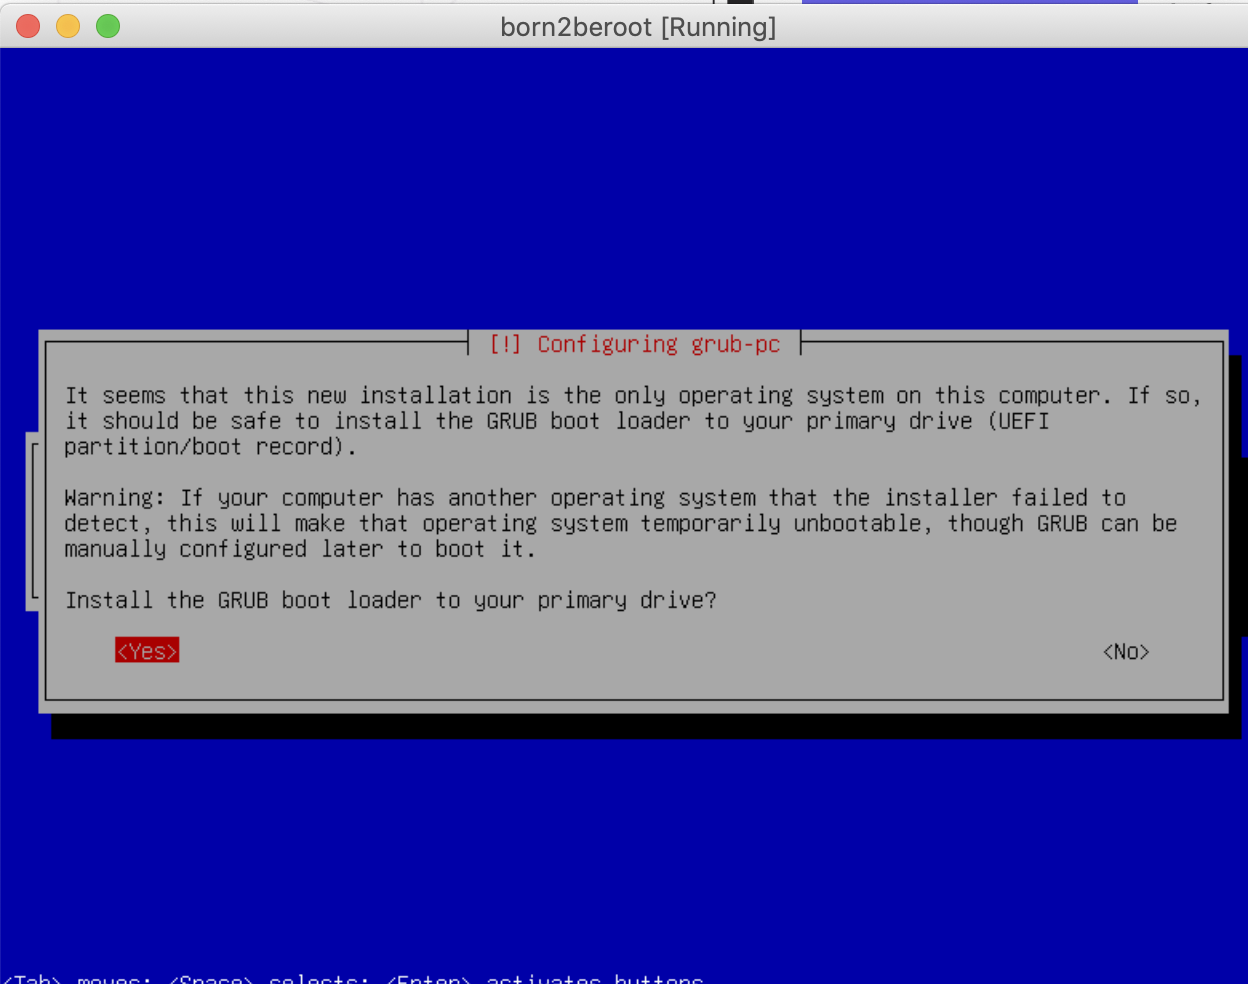 born2beroot [Running]
[!] Configuring grub-pc
It seems that this new installation is the only operating system on this computer. If so,
it should be safe to install the GRUB boot loader to your primary drive (UEFI
partition/boot record).
Warning: If your computer has another operating system that the installer failed to
detect, this will make that operating system temporarily unbootable, though GRUB can be
manually configured later to boot it.
Install the GRUB boot loader to your primary drive?
<Yes> <No>
<Tab> moves; <Space> selects; <Enter> activates buttons